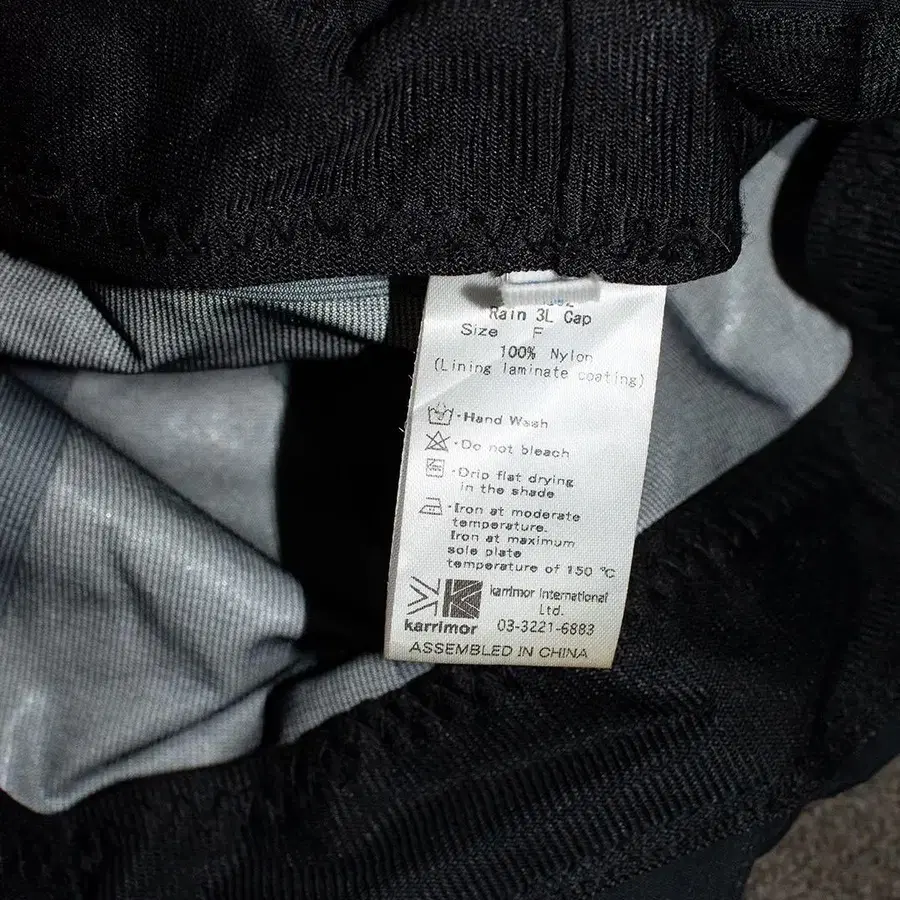 Rain 3L Cap
Size F
100% Nylon
(Lining laminate coating)
·Hand Wash
·Do not bleach
·Drip flat drying
in the shade
·Iron at moderate
temperature.
Iron at maximum
sole plate
temperature of 150 ℃
karrimor International
Ltd.
karrimor 03-3221-6883
ASSEMBLED IN CHINA